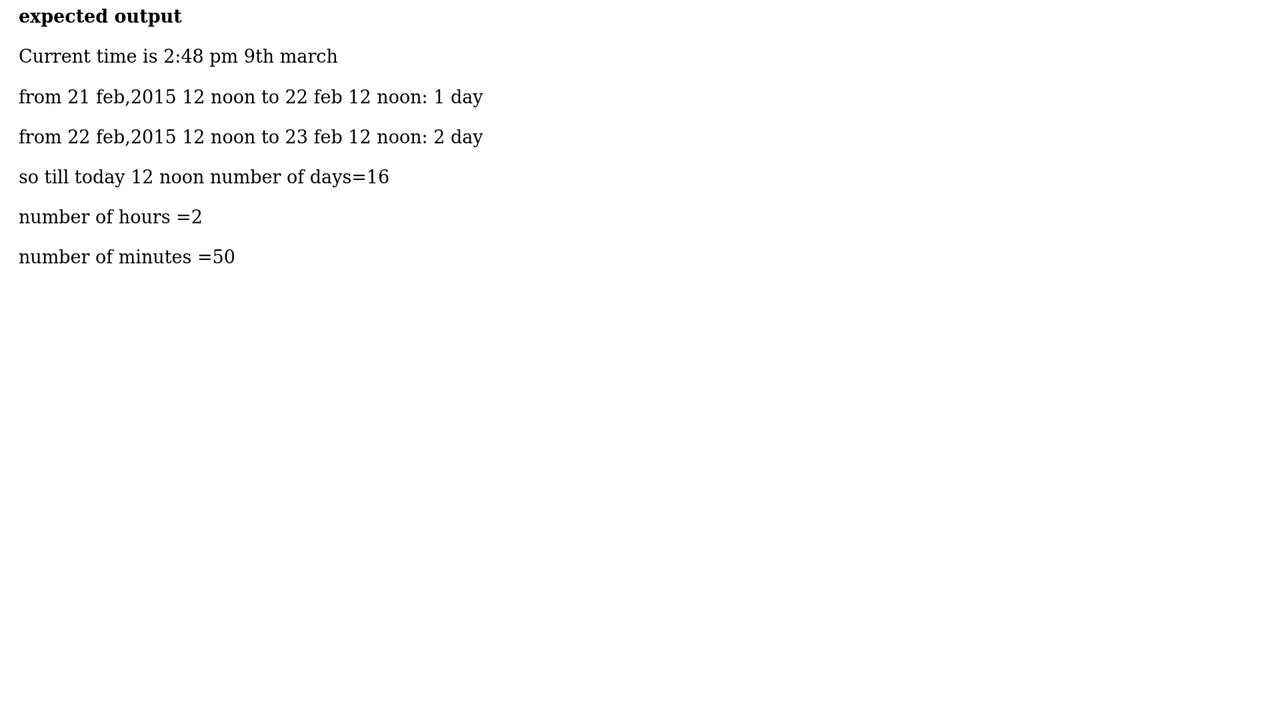 expected output
Current time is 2:48 pm 9th march
from 21 feb,2015 12 noon to 22 feb 12 noon: 1 day
from 22 feb,2015 12 noon to 23 feb 12 noon: 2 day
so till today 12 noon number of days=16
number of hours =2
number of minutes =50